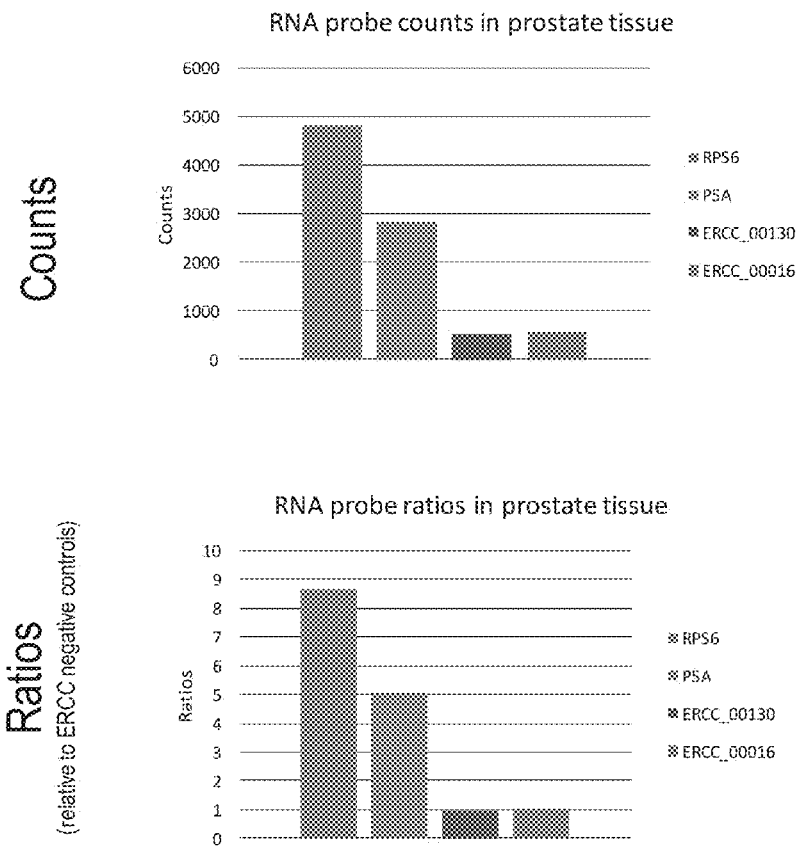 RNA probe counts in prostate tissue
Counts
Counts
6000
5000
4000
3000
2000
1000
0
RPS6
PSA
ERCC_00130
ERCC_00016
RNA probe ratios in prostate tissue
Ratios
(relative to ERCC negative controls)
Ratios
10
9
8
7
6
5
4
3
2
1
0
RPS6
PSA
ERCC_00130
ERCC_00016